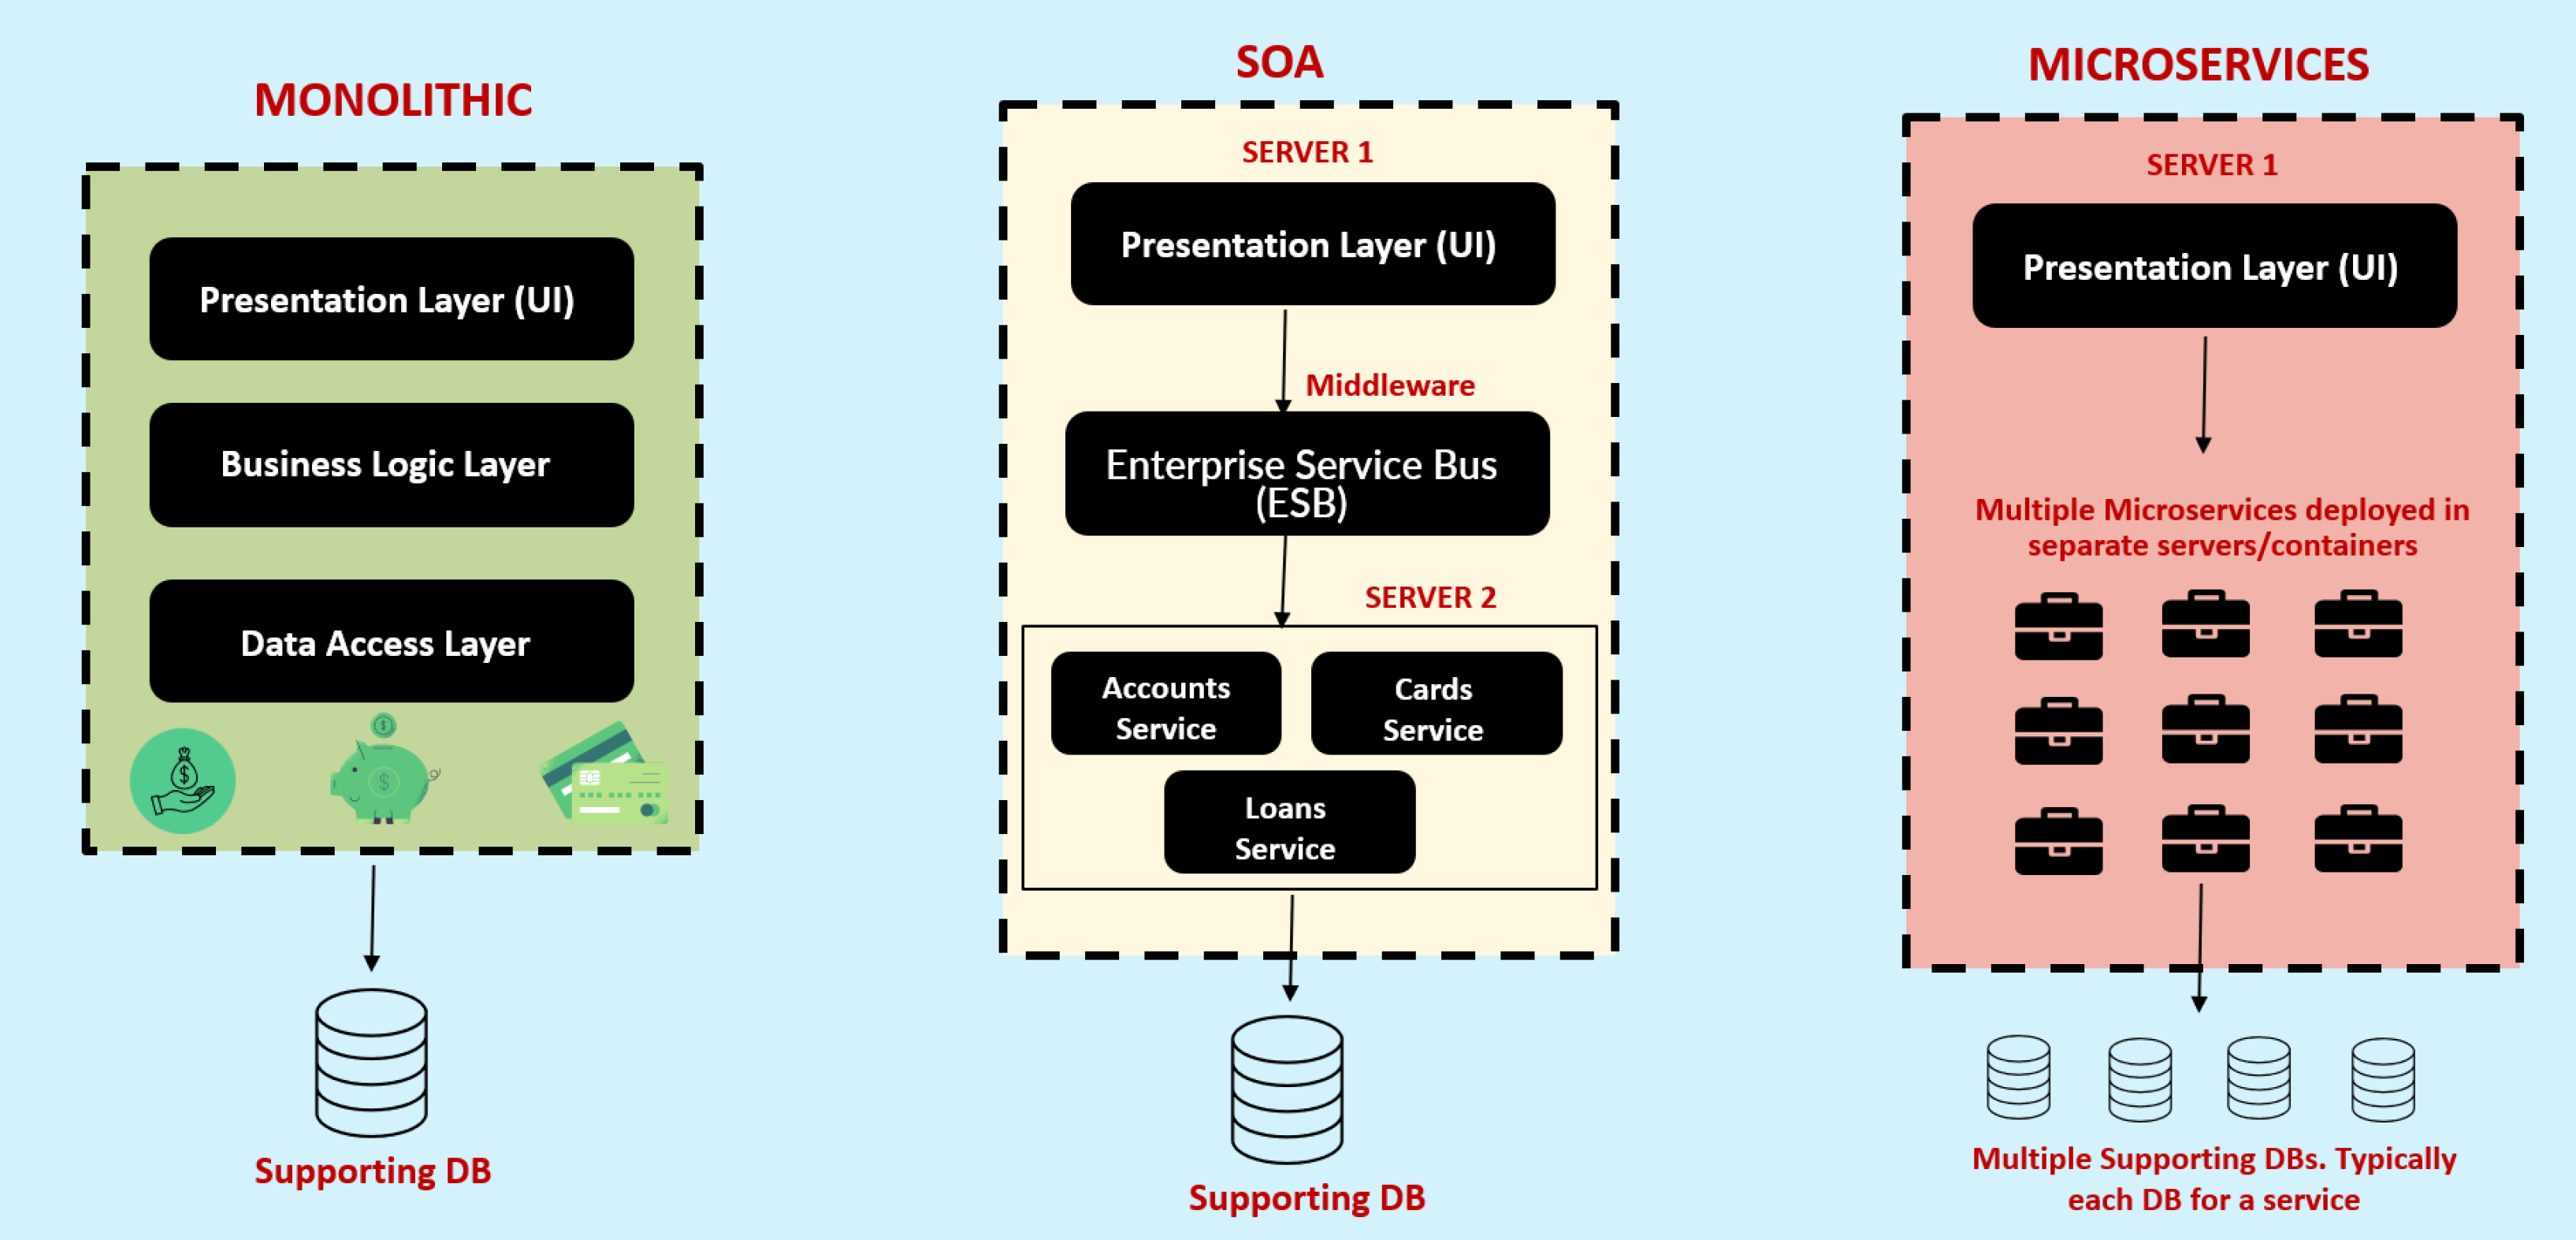 MONOLITHIC
Presentation Layer (UI)
Business Logic Layer
Data Access Layer
Supporting DB
SOA
SERVER 1
Presentation Layer (UI)
Middleware
Enterprise Service Bus
(ESB)
SERVER 2
Accounts
Service
Cards
Service
Loans
Service
Supporting DB
MICROSERVICES
SERVER 1
Presentation Layer (UI)
Multiple Microservices deployed in
separate servers/containers
Multiple Supporting DBs. Typically
each DB for a service